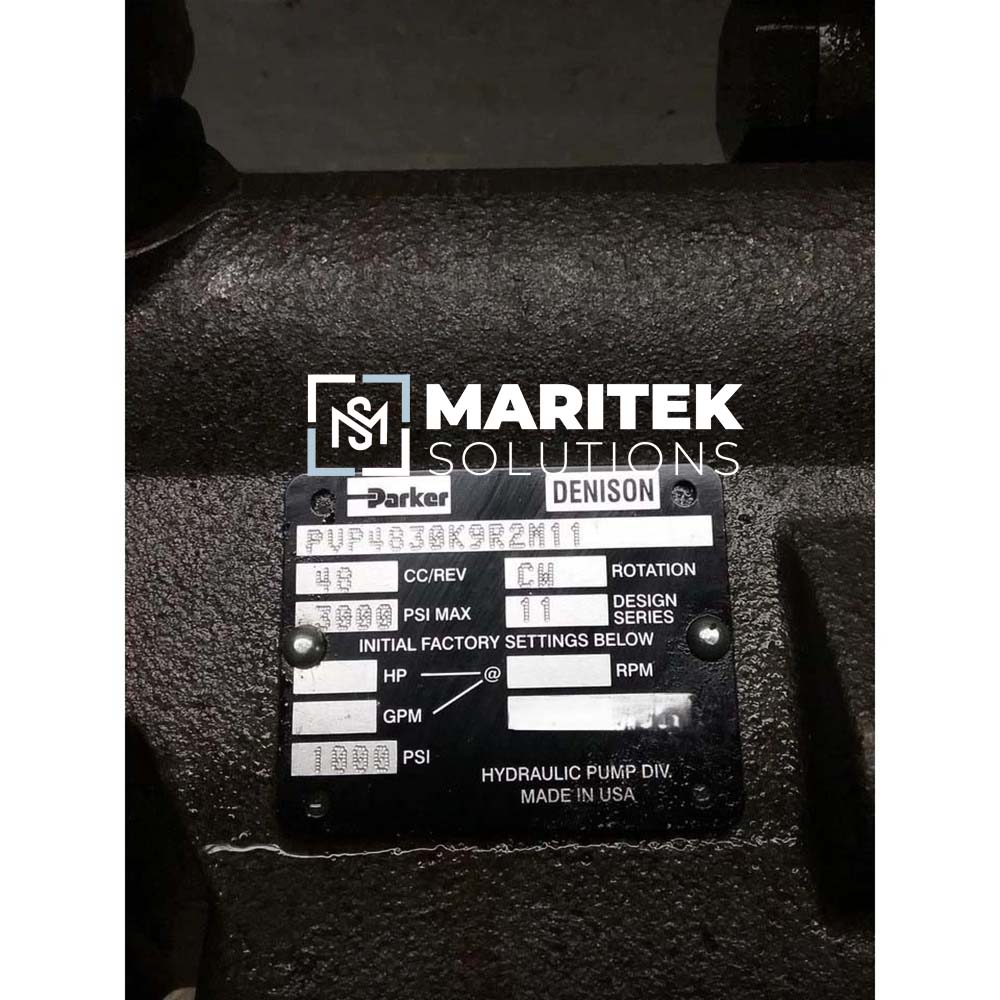 SM MARITEK
SOLUTIONS
Parker DENISON
PVP4830K9R2M11
48 CC/REV CW ROTATION
3000 PSI MAX 11 DESIGN SERIES
INITIAL FACTORY SETTINGS BELOW
HP @ RPM
GPM
1000 PSI
HYDRAULIC PUMP DIV.
MADE IN USA